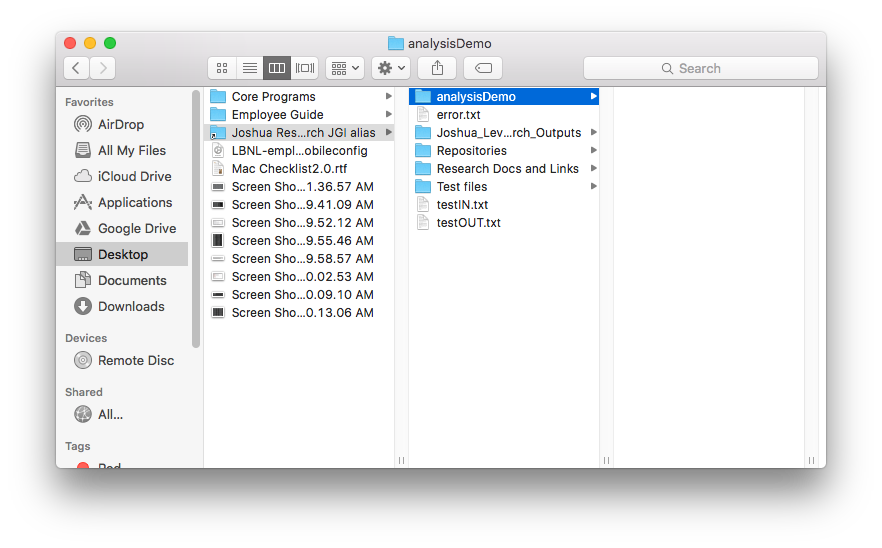 analysisDemo
Search
Favorites
AirDrop
All My Files
iCloud Drive
Applications
Google Drive
Desktop
Documents
Downloads
Devices
Remote Disc
Shared
All...
Tags
Red
Core Programs
Employee Guide
Joshua Res...rch JGI alias
LBNL-empl...obileconfig
Mac Checklist2.0.rtf
Screen Sho...1.36.57 AM
Screen Sho...9.41.09 AM
Screen Sho...9.52.12 AM
Screen Sho...9.55.46 AM
Screen Sho...9.58.57 AM
Screen Sho...0.02.53 AM
Screen Sho...0.09.10 AM
Screen Sho...0.13.06 AM
analysisDemo
error.txt
Joshua_Lev...rch_Outputs
Repositories
Research Docs and Links
Test files
testIN.txt
testOUT.txt